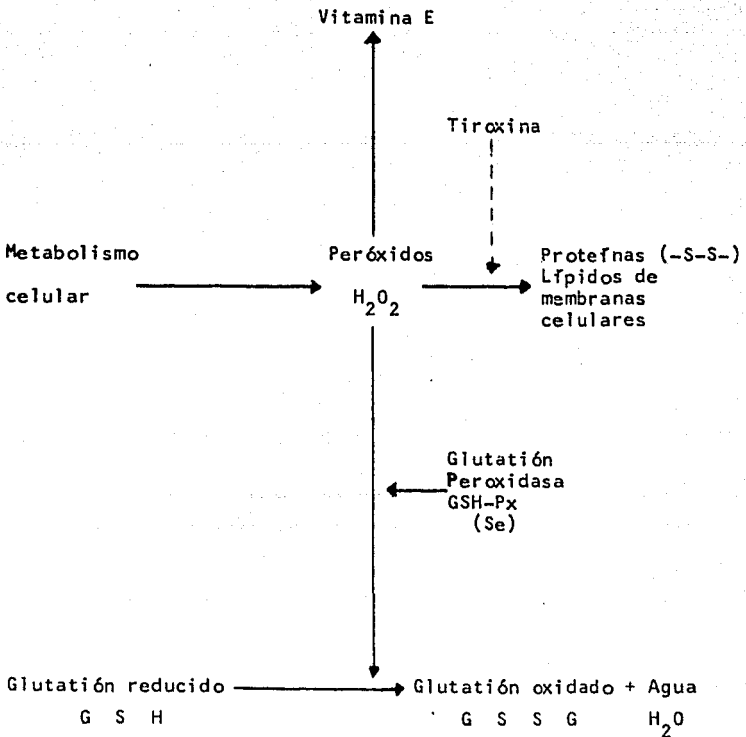 Vitamina E
Tiroxina
Metabolismo
celular
Peróxidos
H₂O₂
Proteínas (-S-S-)
Lípidos de
membranas
celulares
Glutatión
Peroxidasa
GSH-Px
(Se)
Glutatión reducido
G S H
Glutatión oxidado + Agua
G S S G H₂O